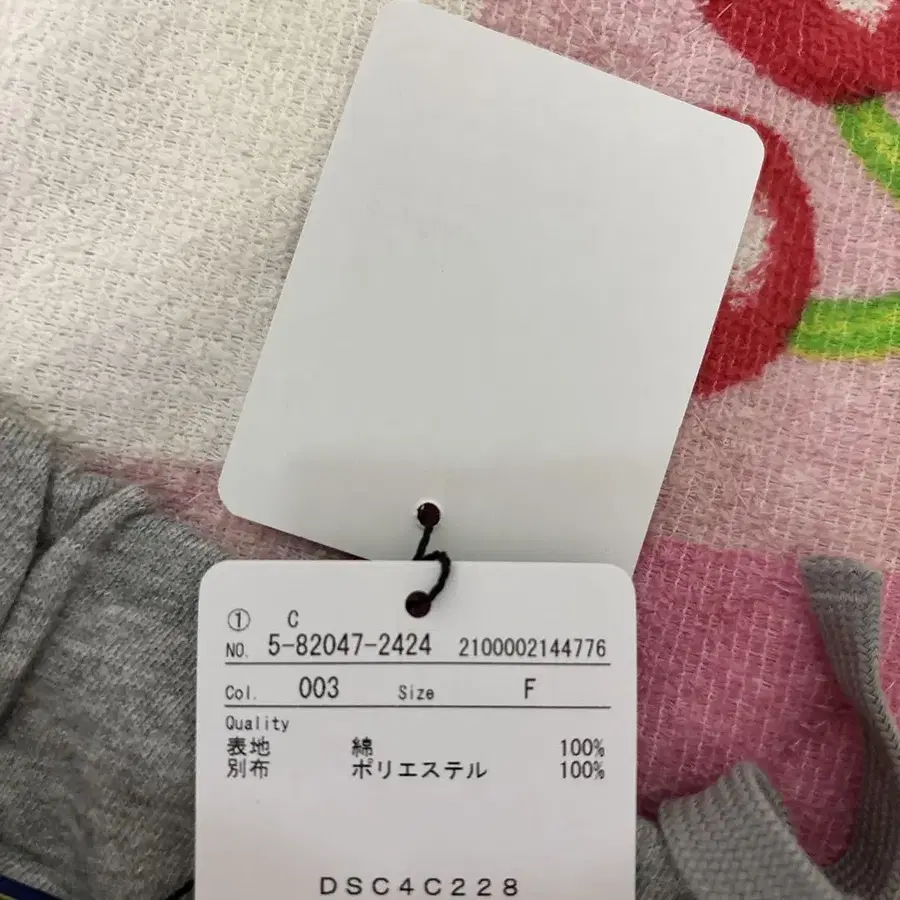 ① C
NO. 5-82047-2424 2100002144776
Col. 003 Size F
Quality
表地 綿 100%
別布 ポリエステル 100%
DSC4C228